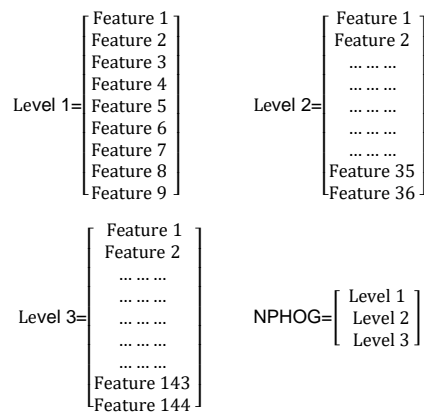 Level 1=
Feature 1
Feature 2
Feature 3
Feature 4
Feature 5
Feature 6
Feature 7
Feature 8
Feature 9
Level 2=
Feature 1
Feature 2
... ... ...
... ... ...
... ... ...
... ... ...
... ... ...
Feature 35
Feature 36
Level 3=
Feature 1
Feature 2
... ... ...
... ... ...
... ... ...
... ... ...
... ... ...
Feature 143
Feature 144
NPHOG=
Level 1
Level 2
Level 3